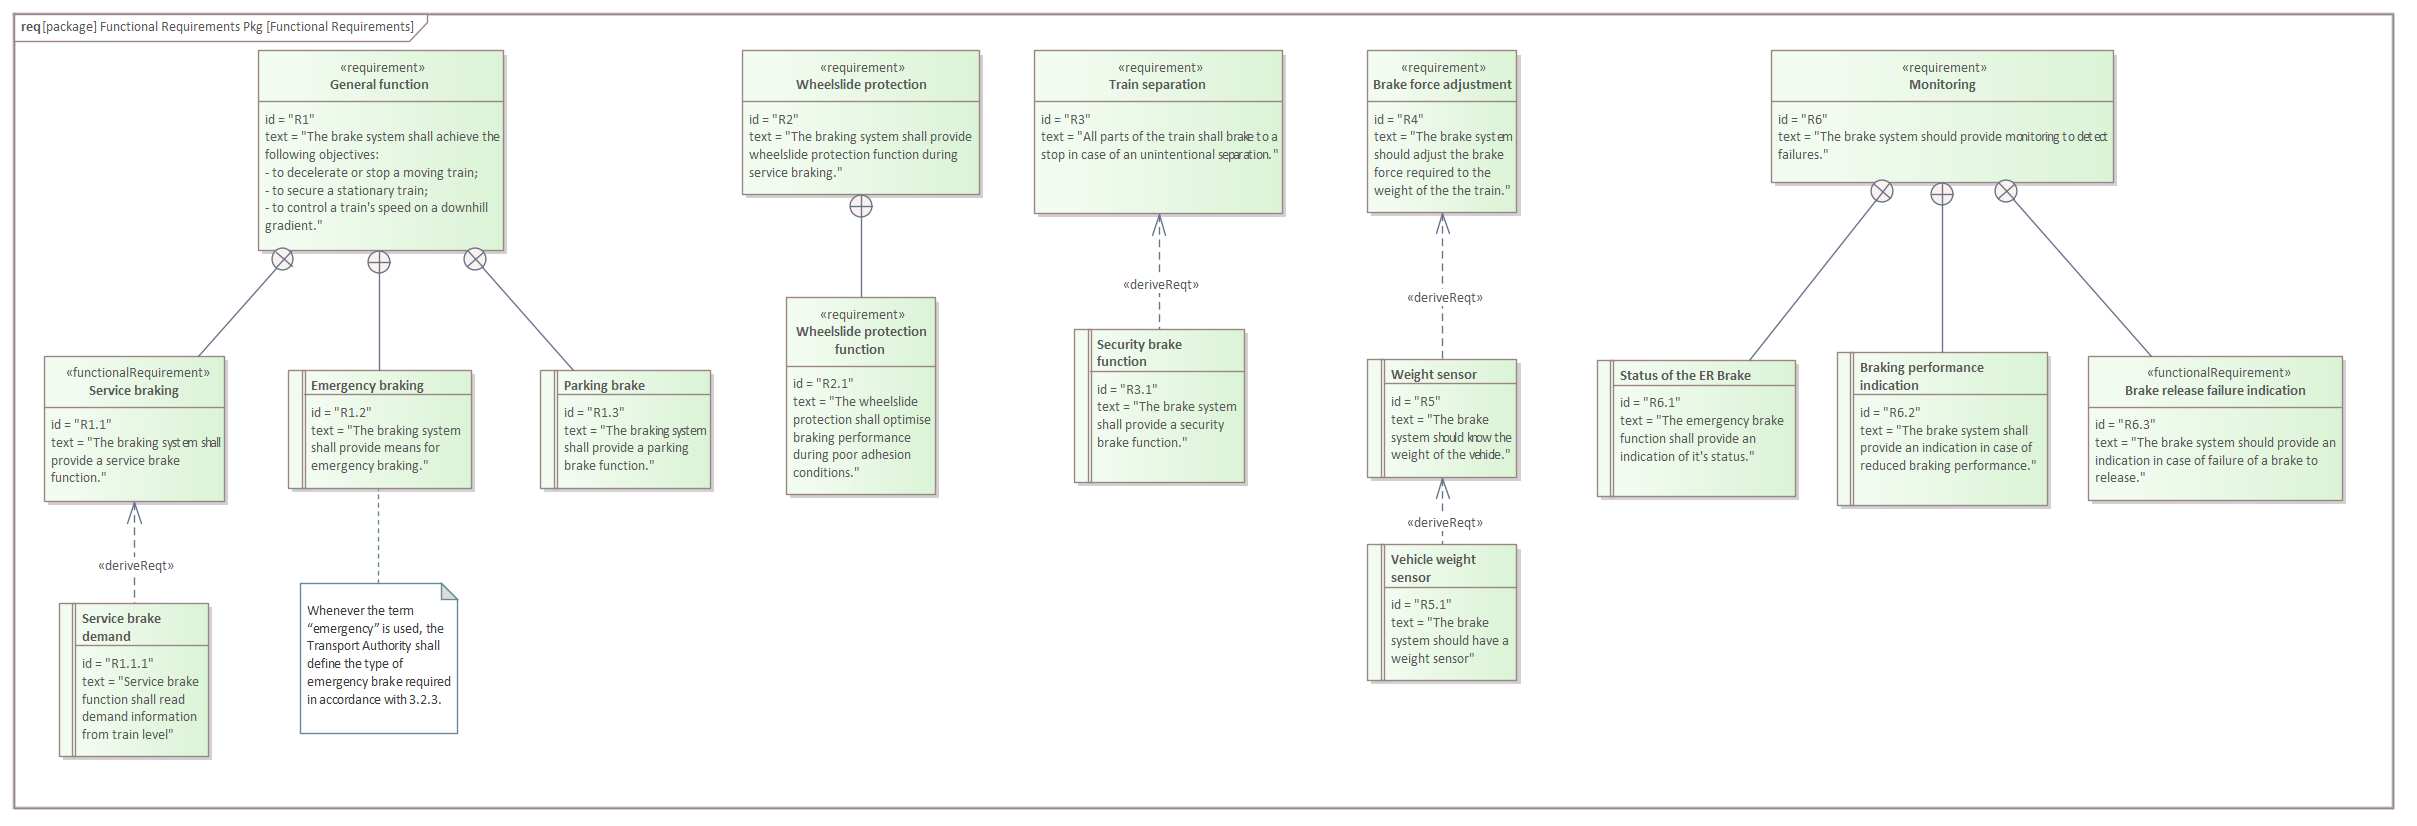 req [package] Functional Requirements Pkg [Functional Requirements]
«requirement»
General function
id = "R1"
text = "The brake system shall achieve the
following objectives:
- to decelerate or stop a moving train;
- to secure a stationary train;
- to control a train's speed on a downhill
gradient."
«requirement»
Wheelslide protection
id = "R2"
text = "The braking system shall provide
wheelslide protection function during
service braking."
«requirement»
Train separation
id = "R3"
text = "All parts of the train shall brake to a
stop in case of an unintentional separation."
«requirement»
Brake force adjustment
id = "R4"
text = "The brake system
should adjust the brake
force required to the
weight of the the train."
«requirement»
Monitoring
id = "R6"
text = "The brake system should provide monitoring to detect
failures."
«functionalRequirement»
Service braking
id = "R1.1"
text = "The braking system shall
provide a service brake
function."
Emergency braking
id = "R1.2"
text = "The braking system
shall provide means for
emergency braking."
Parking brake
id = "R1.3"
text = "The braking system
shall provide a parking
brake function."
«requirement»
Wheelslide protection
function
id = "R2.1"
text = "The wheelslide
protection shall optimise
braking performance
during poor adhesion
conditions."
«deriveReqt»
Security brake
function
id = "R3.1"
text = "The brake system
shall provide a security
brake function."
«deriveReqt»
Weight sensor
id = "R5"
text = "The brake
system should know the
weight of the vehicle."
«deriveReqt»
Vehicle weight
sensor
id = "R5.1"
text = "The brake
system should have a
weight sensor"
Status of the ER Brake
id = "R6.1"
text = "The emergency brake
function shall provide an
indication of it's status."
Braking performance
indication
id = "R6.2"
text = "The brake system shall
provide an indication in case of
reduced braking performance."
«functionalRequirement»
Brake release failure indication
id = "R6.3"
text = "The brake system should provide an
indication in case of failure of a brake to
release."
«deriveReqt»
Service brake
demand
id = "R1.1.1"
text = "Service brake
function shall read
demand information
from train level"
Whenever the term
“emergency” is used, the
Transport Authority shall
define the type of
emergency brake required
in accordance with 3.2.3.